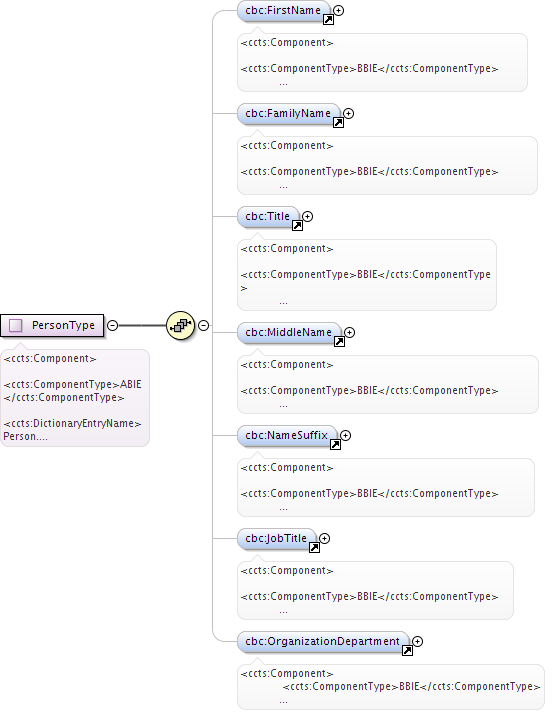 cbc:FirstName
<ccts:Component>
<ccts:ComponentType>BBIE</ccts:ComponentType>
...
cbc:FamilyName
<ccts:Component>
<ccts:ComponentType>BBIE</ccts:ComponentType>
...
cbc:Title
<ccts:Component>
<ccts:ComponentType>BBIE</ccts:ComponentType
>
...
PersonType
<ccts:Component>
<ccts:ComponentType>ABIE
</ccts:ComponentType>
<ccts:DictionaryEntryName>
Person....
cbc:MiddleName
<ccts:Component>
<ccts:ComponentType>BBIE</ccts:ComponentType>
...
cbc:NameSuffix
<ccts:Component>
<ccts:ComponentType>BBIE</ccts:ComponentType>
...
cbc:JobTitle
<ccts:Component>
<ccts:ComponentType>BBIE</ccts:ComponentType>
...
cbc:OrganizationDepartment
<ccts:Component>
<ccts:ComponentType>BBIE</ccts:ComponentType>
...